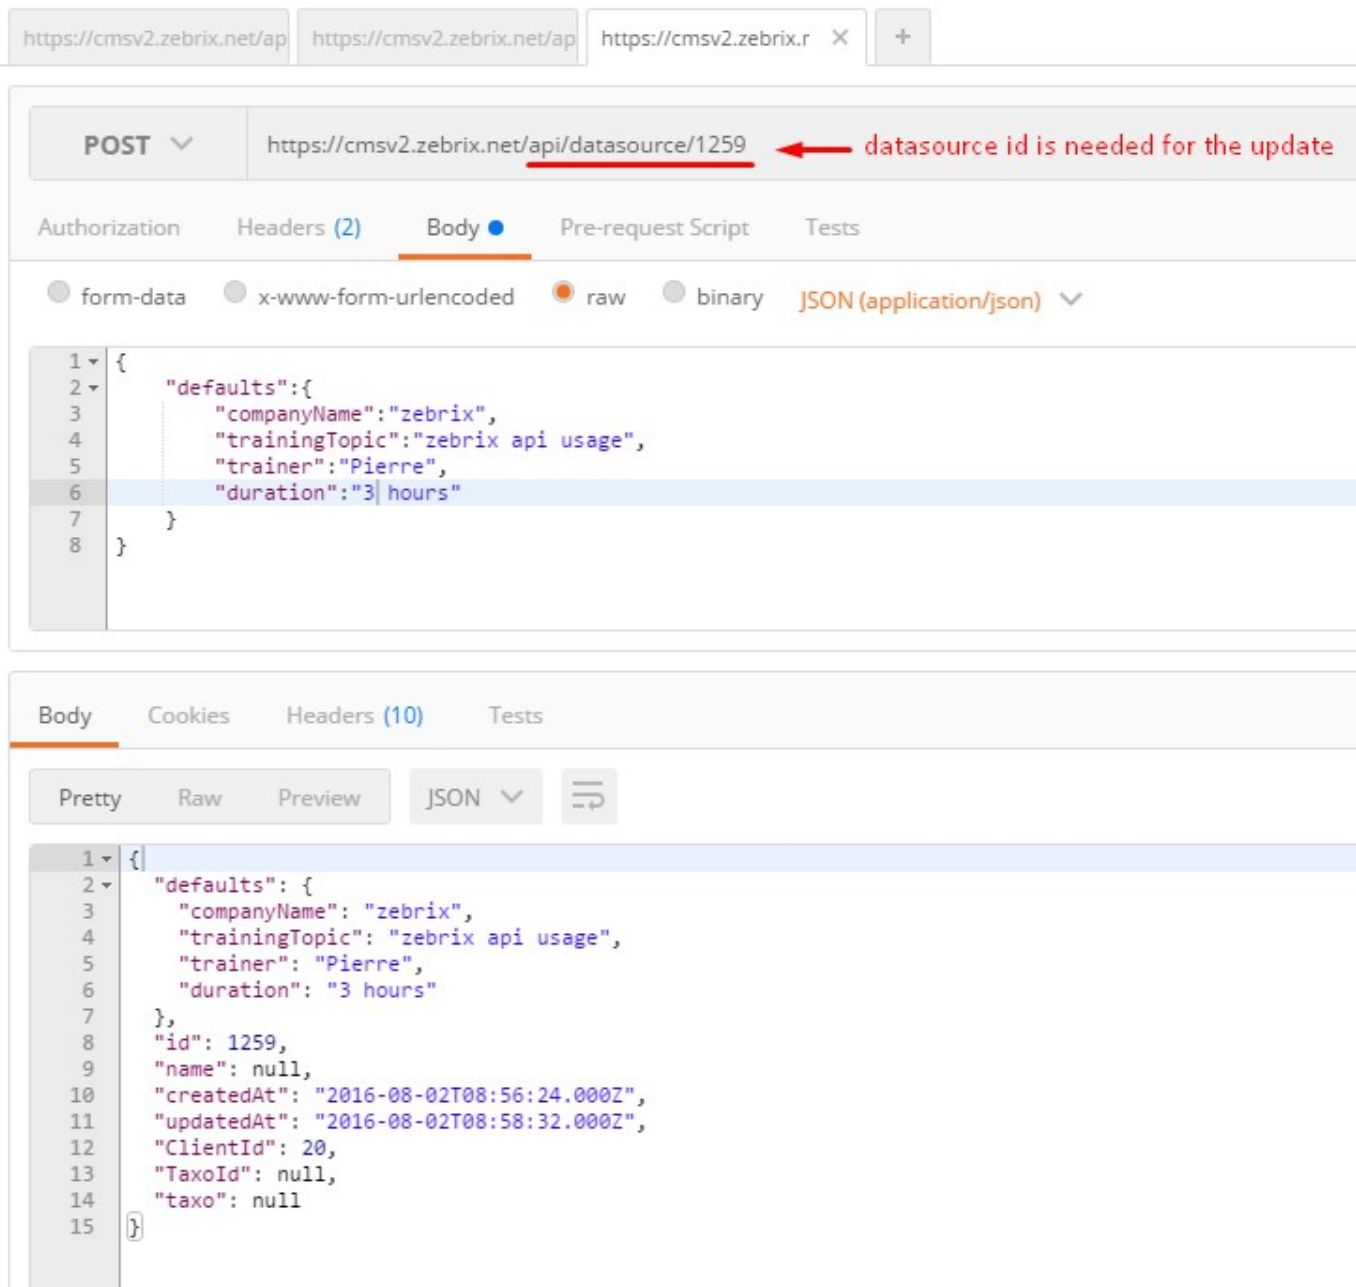 https://cmsv2.zebrix.net/ap https://cmsv2.zebrix.net/ap https://cmsv2.zebrix.r × +
POST https://cmsv2.zebrix.net/api/datasource/1259 datasource id is needed for the update
Authorization Headers (2) Body Pre-request Script Tests
form-data x-www-form-urlencoded raw binary JSON (application/json)
1 {
2 "defaults":{
3 "companyName":"zebrix",
4 "trainingTopic":"zebrix api usage",
5 "trainer":"Pierre",
6 "duration":"3 hours"
7 }
8 }
Body Cookies Headers (10) Tests
Pretty Raw Preview JSON
1 {
2 "defaults": {
3 "companyName": "zebrix",
4 "trainingTopic": "zebrix api usage",
5 "trainer": "Pierre",
6 "duration": "3 hours"
7 },
8 "id": 1259,
9 "name": null,
10 "createdAt": "2016-08-02T08:56:24.000Z",
11 "updatedAt": "2016-08-02T08:58:32.000Z",
12 "ClientId": 20,
13 "TaxoId": null,
14 "taxo": null
15 }